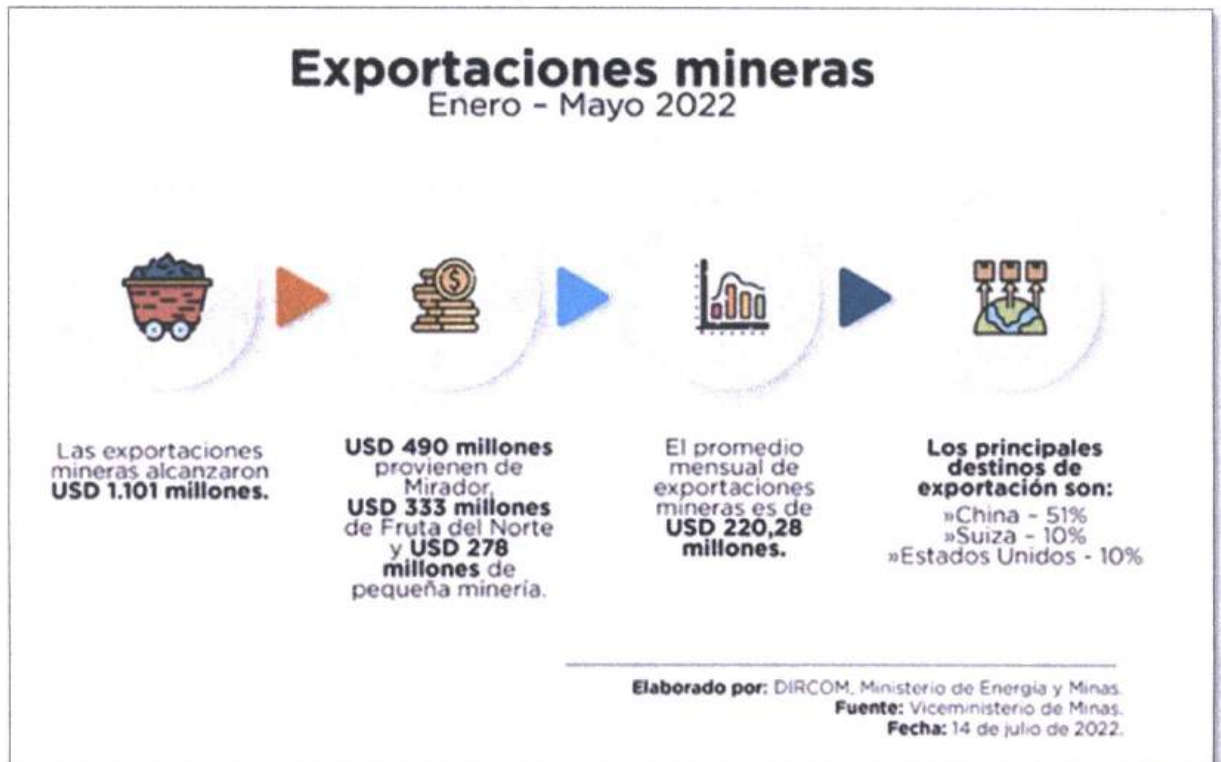 Exportaciones mineras
Enero - Mayo 2022
Las exportaciones
mineras alcanzaron
USD 1.101 millones.
USD 490 millones
provienen de
Mirador,
USD 333 millones
de Fruta del Norte
y USD 278
millones de
pequeña minería.
El promedio
mensual de
exportaciones
mineras es de
USD 220,28
millones.
Los principales
destinos de
exportación son:
»China - 51%
»Suiza - 10%
»Estados Unidos - 10%
Elaborado por: DIRCOM, Ministerio de Energía y Minas.
Fuente: Viceministerio de Minas.
Fecha: 14 de julio de 2022.